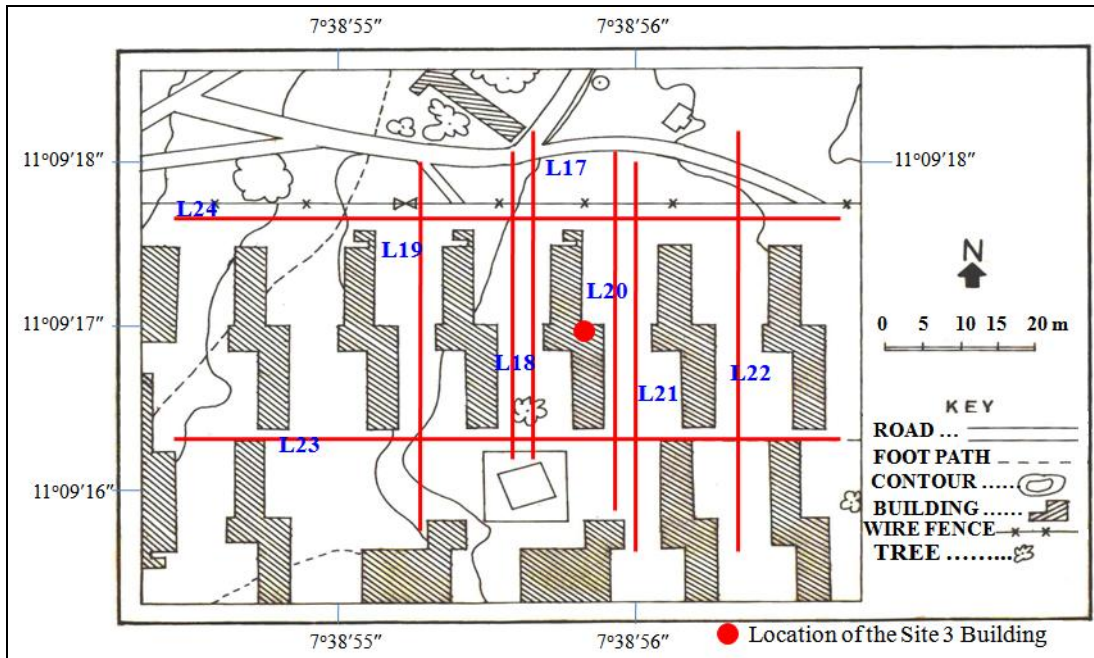 7°38′55″ 7°38′56″
11°09′18″ 11°09′18″
L17
L24
L19
N
L20
0 5 10 15 20 m
11°09′17″
L18
L22
L21
KEY
ROAD ...
L23
FOOT PATH
CONTOUR ......
11°09′16″
BUILDING ......
WIRE FENCE
TREE ..........
7°38′55″ 7°38′56″
Location of the Site 3 Building